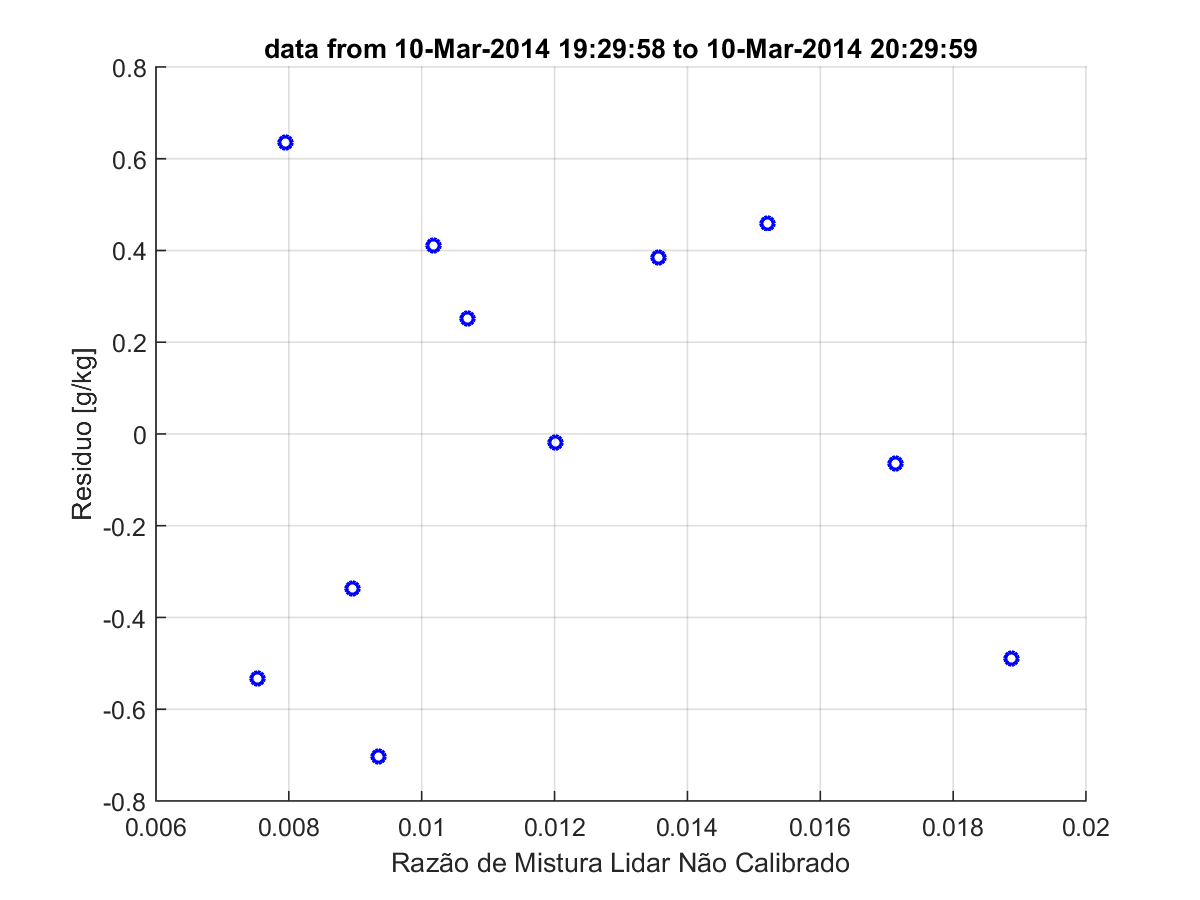 data from 10-Mar-2014 19:29:58 to 10-Mar-2014 20:29:59
0.8
0.6
0.4
0.2
0
-0.2
-0.4
-0.6
-0.8
Residuo [g/kg]
0.006 0.008 0.01 0.012 0.014 0.016 0.018 0.02
Razão de Mistura Lidar Não Calibrado